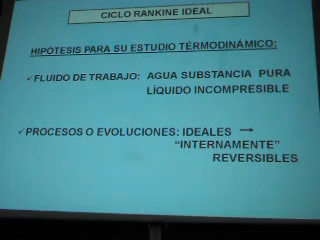 CICLO RANKINE IDEAL
HIPÓTESIS PARA SU ESTUDIO TÉRMODINÁMICO:
✓FLUIDO DE TRABAJO: AGUA SUBSTANCIA PURA
LÍQUIDO INCOMPRESIBLE
✓PROCESOS O EVOLUCIONES: IDEALES →
"INTERNAMENTE"
REVERSIBLES